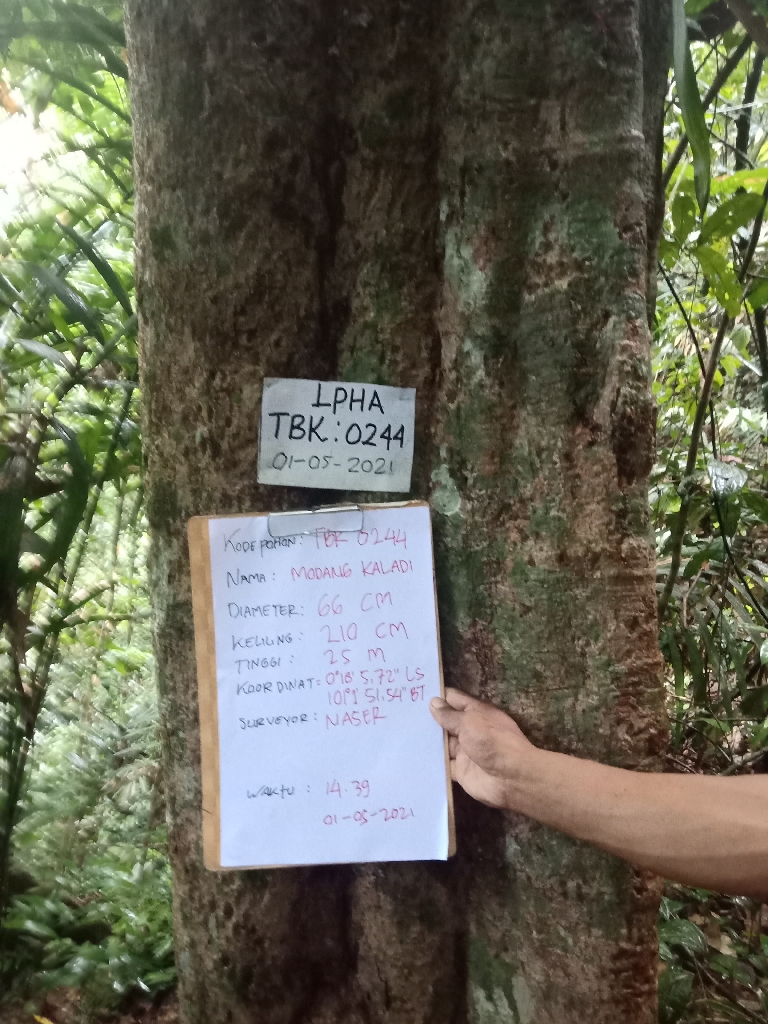 LPHA
TBK : 0244
01-05-2021
KODE POHON : TBK 0244
NAMA : MODANG KALADI
DIAMETER : 66 CM
KELILING : 210 CM
TINGGI : 25 M
KOORDINAT : 0°18' 5,72" LS
101°1' 51,54" BT
SURVEYOR : NASER
WAKTU : 14.39
01-05-2021